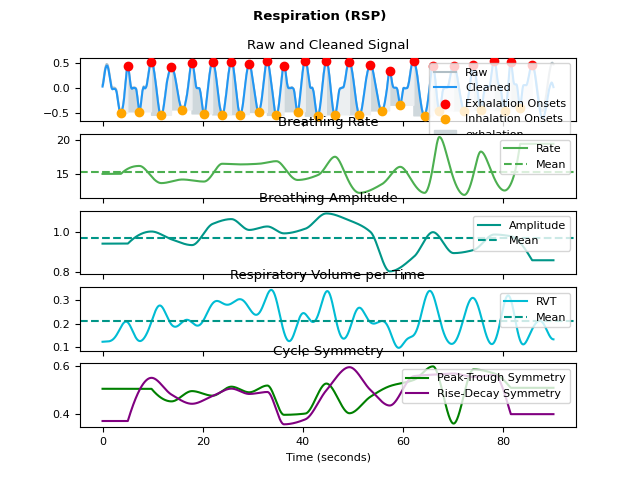 Respiration (RSP)
Raw and Cleaned Signal
0.5
0.0
−0.5
Raw
Cleaned
Exhalation Onsets
Inhalation Onsets
exhalation
Breathing Rate
20
15
Rate
Mean
Breathing Amplitude
1.0
0.8
Amplitude
Mean
Respiratory Volume per Time
0.3
0.2
0.1
RVT
Mean
Cycle Symmetry
0.6
0.4
Peak-Trough Symmetry
Rise-Decay Symmetry
0 20 40 60 80
Time (seconds)